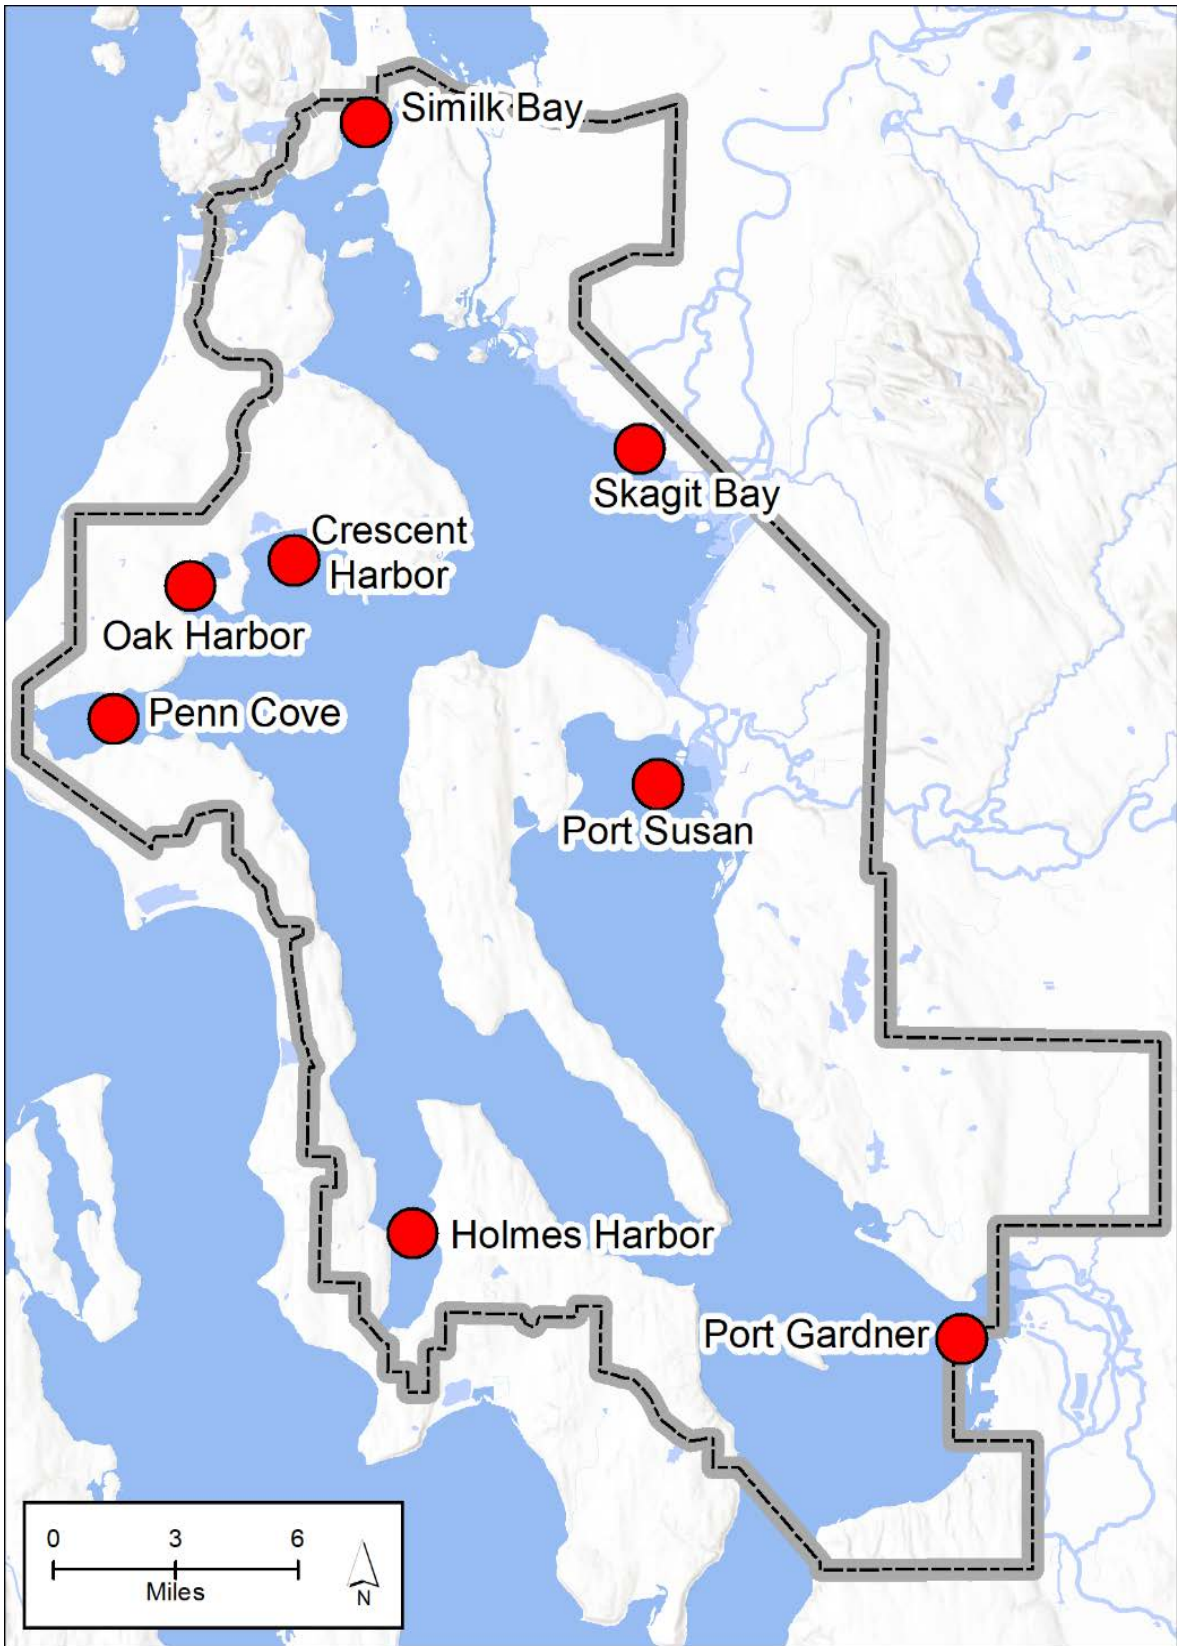 Similk Bay
Skagit Bay
Crescent
Harbor
Oak Harbor
Penn Cove
Port Susan
Holmes Harbor
Port Gardner
0 3 6
Miles
N